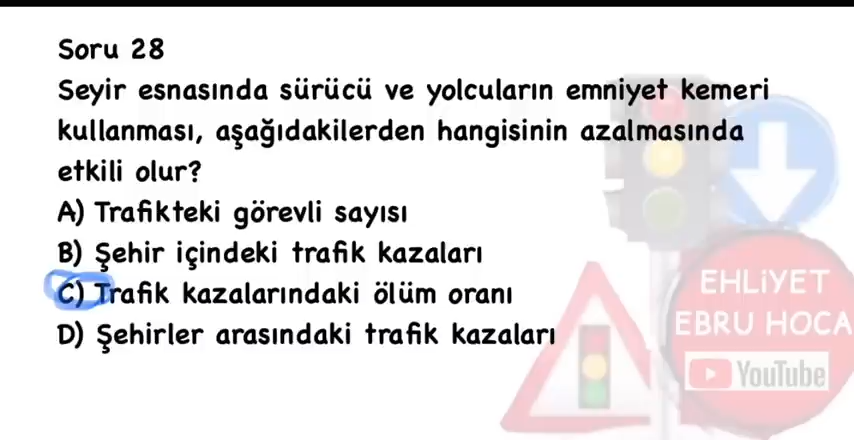 Soru 28
Seyir esnasında sürücü ve yolcuların emniyet kemeri
kullanması, aşağıdakilerden hangisinin azalmasında
etkili olur?
A) Trafikteki görevli sayısı
B) Şehir içindeki trafik kazaları
C) Trafik kazalarındaki ölüm oranı
D) Şehirler arasındaki trafik kazaları
EHLİYET
EBRU HOCA
YouTube